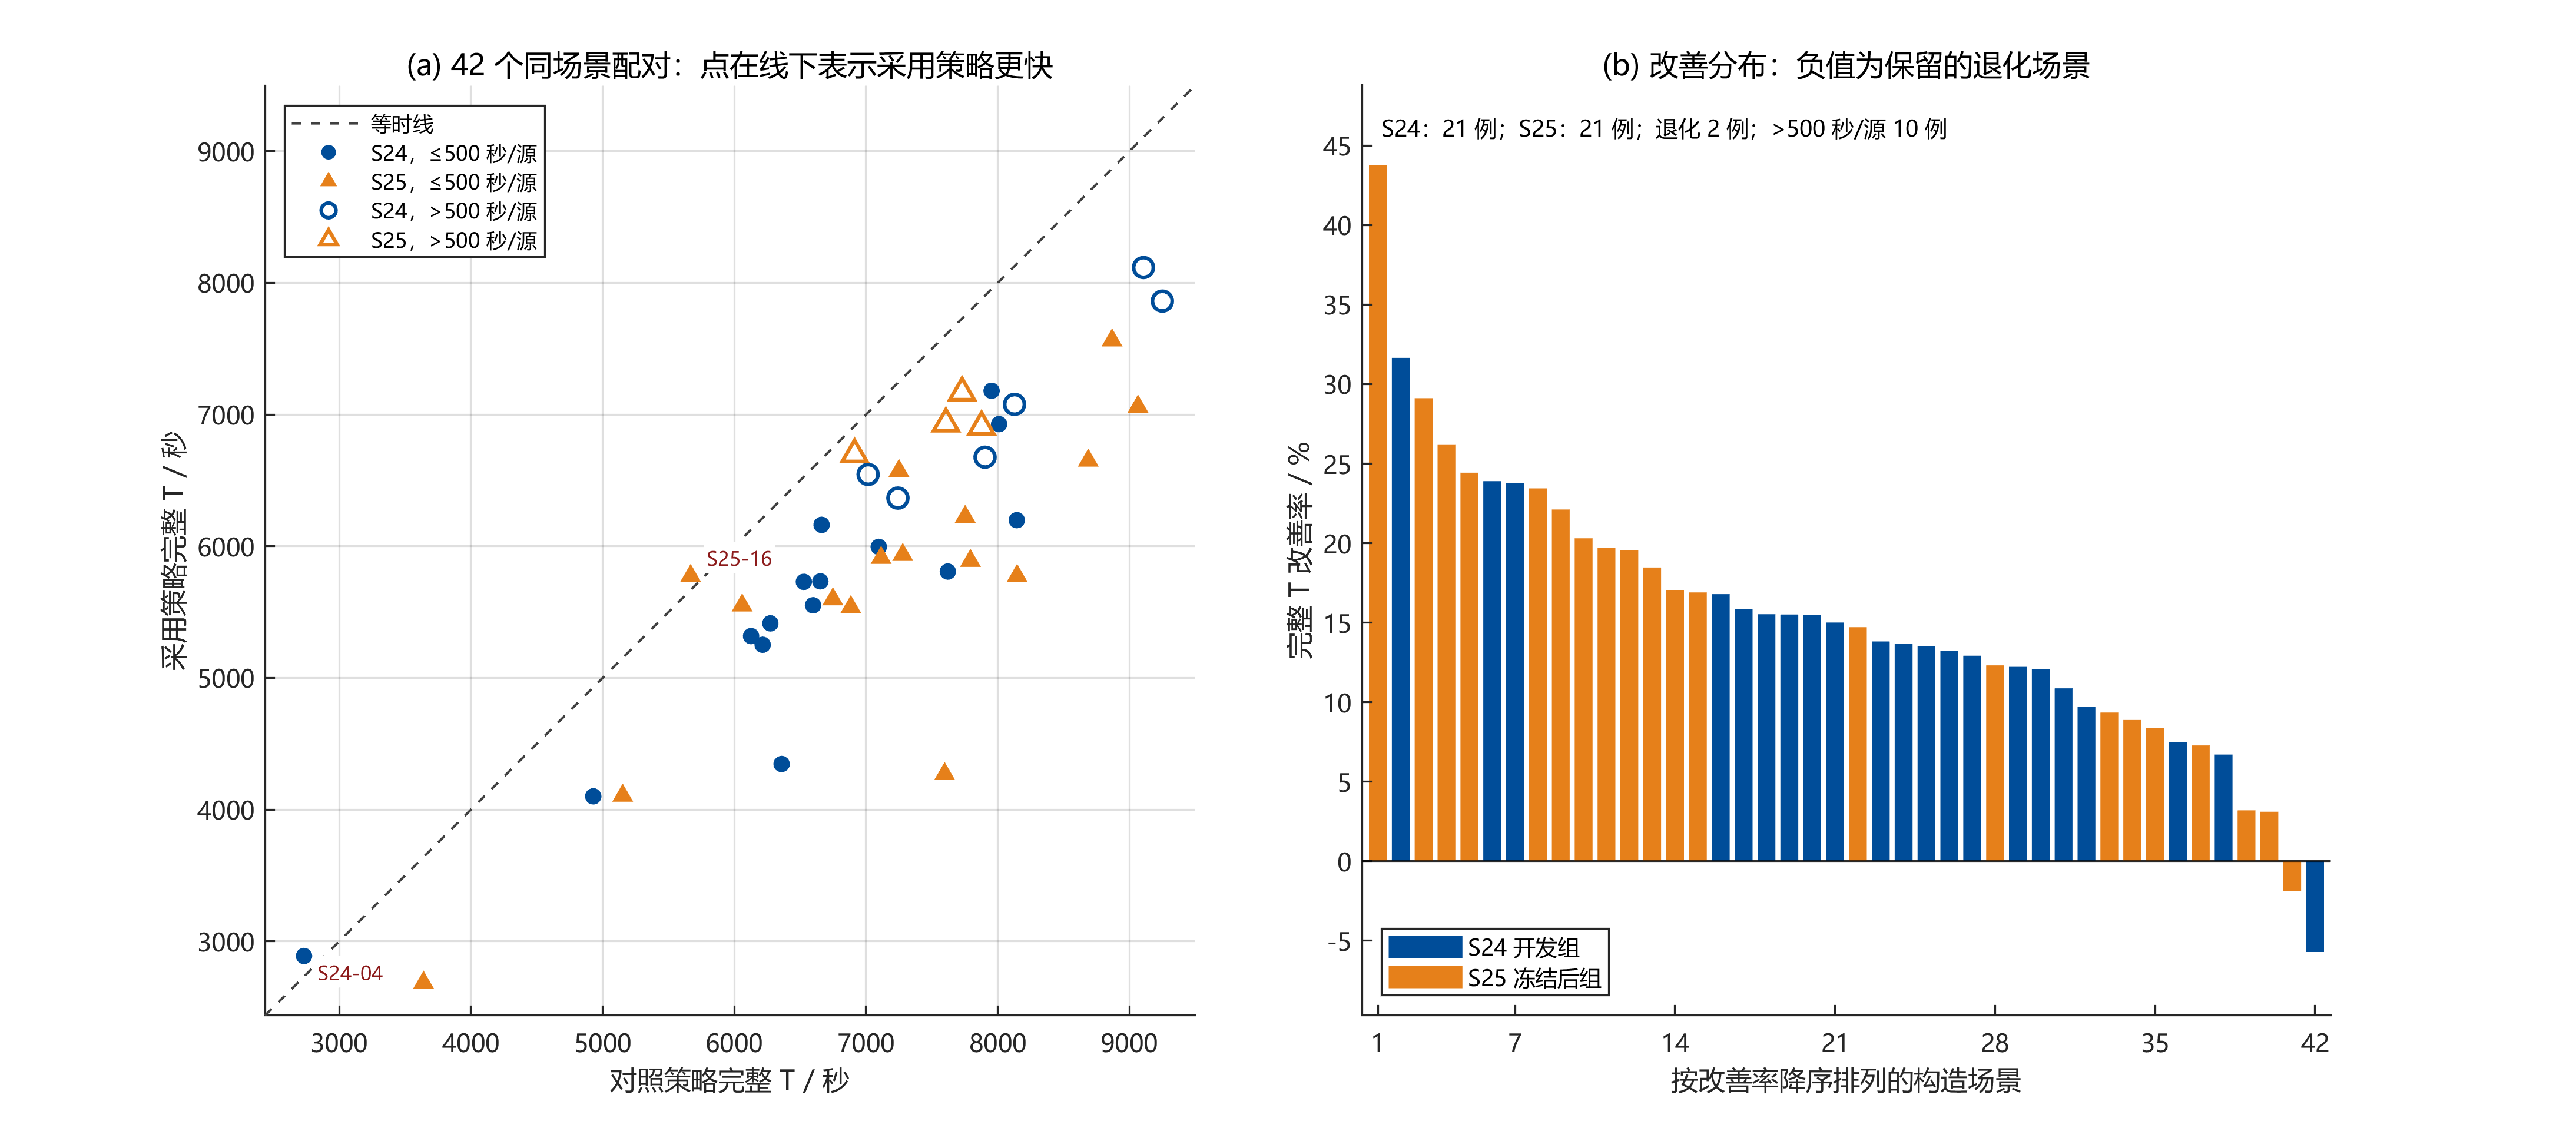 (a) 42 个同场景配对：点在线下表示采用策略更快
等时线
S24，≤500 秒/源
S25，≤500 秒/源
S24，>500 秒/源
S25，>500 秒/源
9000
8000
7000
6000
5000
4000
3000
采用策略完整 T / 秒
S25-16
S24-04
3000 4000 5000 6000 7000 8000 9000
对照策略完整 T / 秒
(b) 改善分布：负值为保留的退化场景
S24：21 例；S25：21 例；退化 2 例；>500 秒/源 10 例
45
40
35
30
25
20
15
10
5
0
-5
完整 T 改善率 / %
S24 开发组
S25 冻结后组
1 7 14 21 28 35 42
按改善率降序排列的构造场景